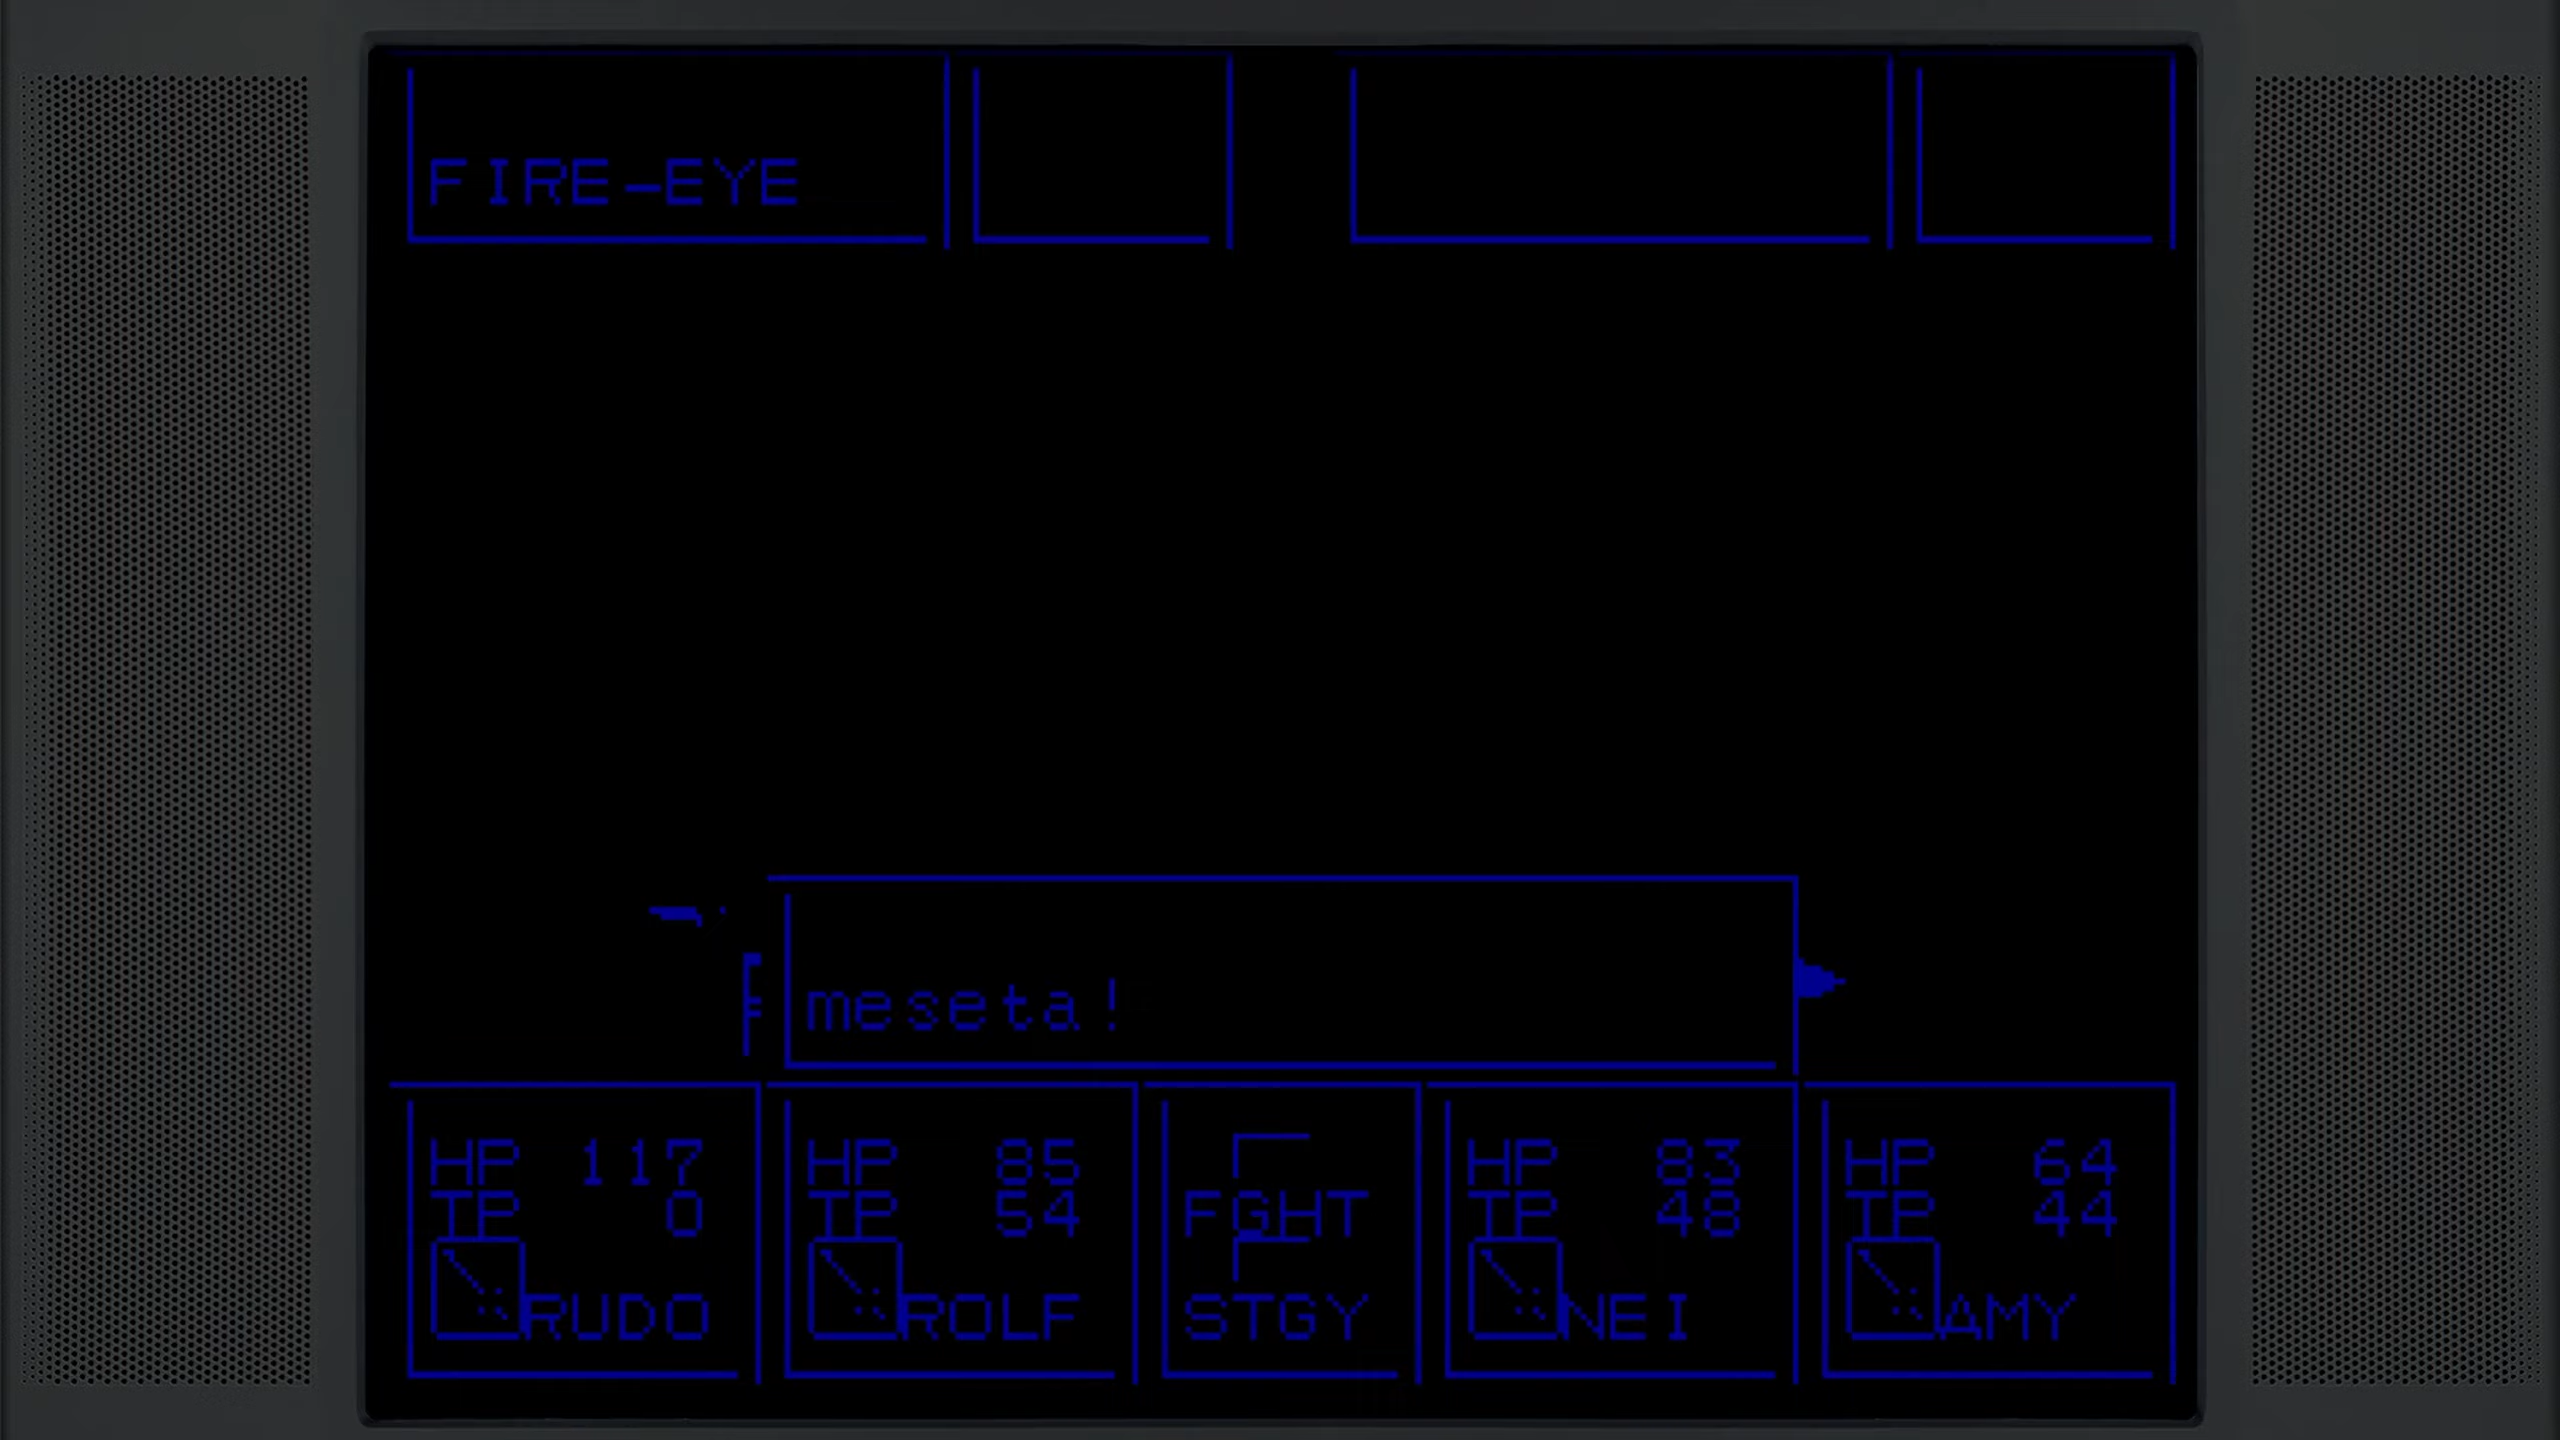 FIRE-EYE
meseta!
HP 117 HP 85 HP 83 HP 64
TP 0 TP 54 FGHT TP 48 TP 44
RUDO ROLF STGY NEI AMY